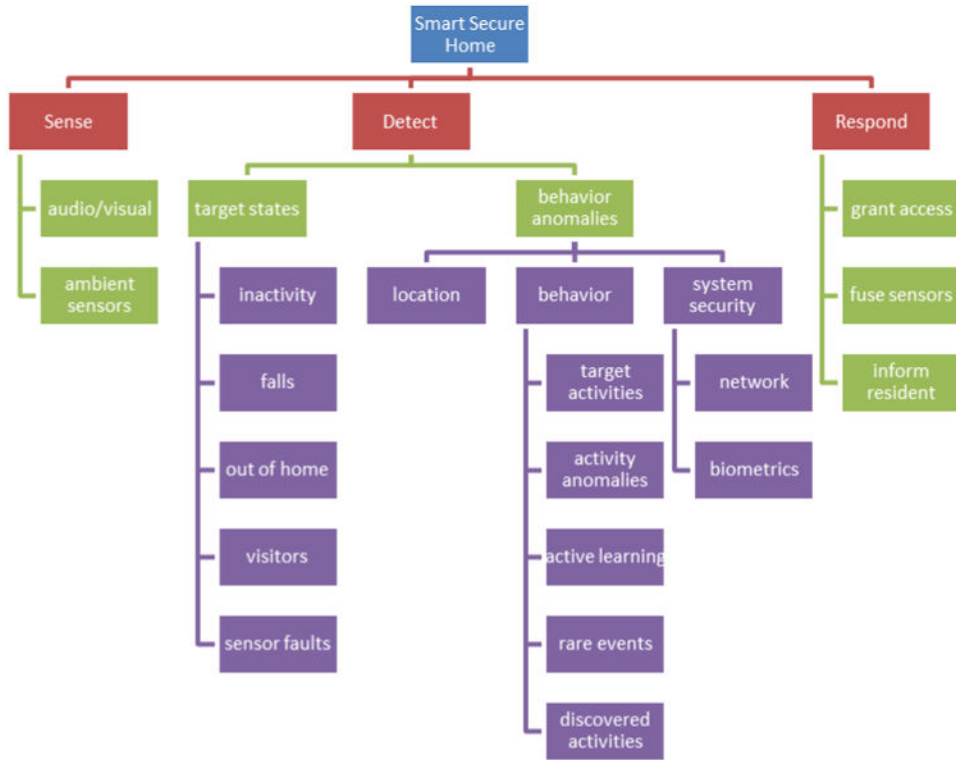 Smart Secure
Home
Sense
Detect
Respond
audio/visual
target states
behavior
anomalies
grant access
ambient
sensors
inactivity
location
behavior
system
security
fuse sensors
falls
target
activities
network
inform
resident
out of home
activity
anomalies
biometrics
visitors
active learning
sensor faults
rare events
discovered
activities